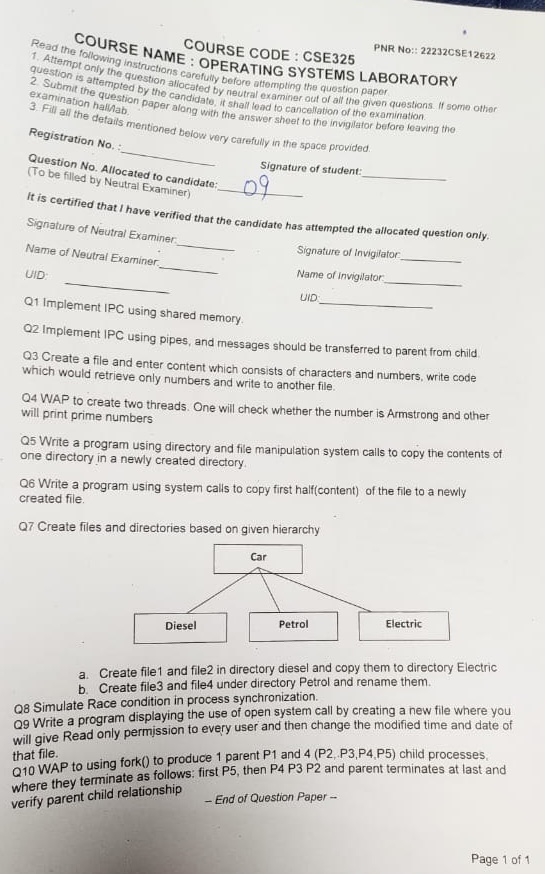 COURSE CODE : CSE325
PNR No:: 22232CSE12622
COURSE NAME : OPERATING SYSTEMS LABORATORY
Read the following instructions carefully before attempting the question paper.
1. Attempt only the question allocated by neutral examiner out of all the given questions. If some other
question is attempted by the candidate, it shall lead to cancellation of the examination.
2. Submit the question paper along with the answer sheet to the invigilator before leaving the
examination hall/lab.
3. Fill all the details mentioned below very carefully in the space provided.
Registration No. :
Signature of student:
Question No. Allocated to candidate: 09
(To be filled by Neutral Examiner)
It is certified that I have verified that the candidate has attempted the allocated question only.
Signature of Neutral Examiner:
Signature of Invigilator:
Name of Neutral Examiner:
Name of Invigilator:
UID:
UID:
Q1 Implement IPC using shared memory.
Q2 Implement IPC using pipes, and messages should be transferred to parent from child.
Q3 Create a file and enter content which consists of characters and numbers, write code
which would retrieve only numbers and write to another file.
Q4 WAP to create two threads. One will check whether the number is Armstrong and other
will print prime numbers
Q5 Write a program using directory and file manipulation system calls to copy the contents of
one directory in a newly created directory.
Q6 Write a program using system calls to copy first half(content) of the file to a newly
created file.
Q7 Create files and directories based on given hierarchy
Car
Diesel
Petrol
Electric
a. Create file1 and file2 in directory diesel and copy them to directory Electric
b. Create file3 and file4 under directory Petrol and rename them.
Q8 Simulate Race condition in process synchronization.
Q9 Write a program displaying the use of open system call by creating a new file where you
will give Read only permission to every user and then change the modified time and date of
that file.
Q10 WAP to using fork() to produce 1 parent P1 and 4 (P2, P3,P4,P5) child processes,
where they terminate as follows: first P5, then P4 P3 P2 and parent terminates at last and
verify parent child relationship
-- End of Question Paper --
Page 1 of 1